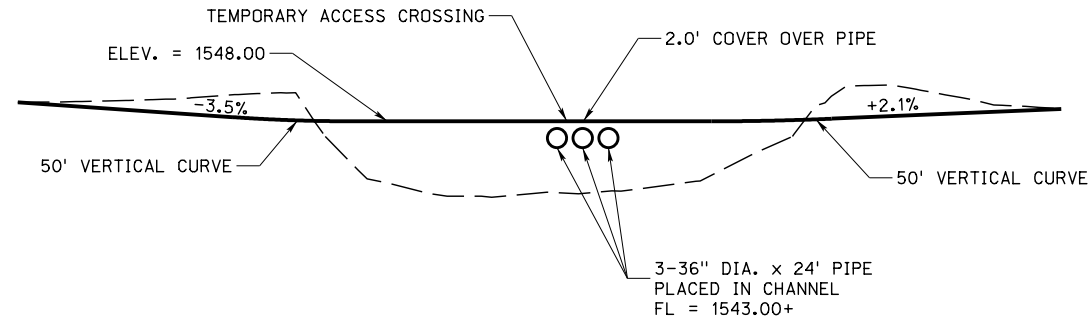 TEMPORARY ACCESS CROSSING
2.0' COVER OVER PIPE
ELEV. = 1548.00
-3.5%
+2.1%
50' VERTICAL CURVE
50' VERTICAL CURVE
3-36" DIA. x 24' PIPE
PLACED IN CHANNEL
FL = 1543.00+